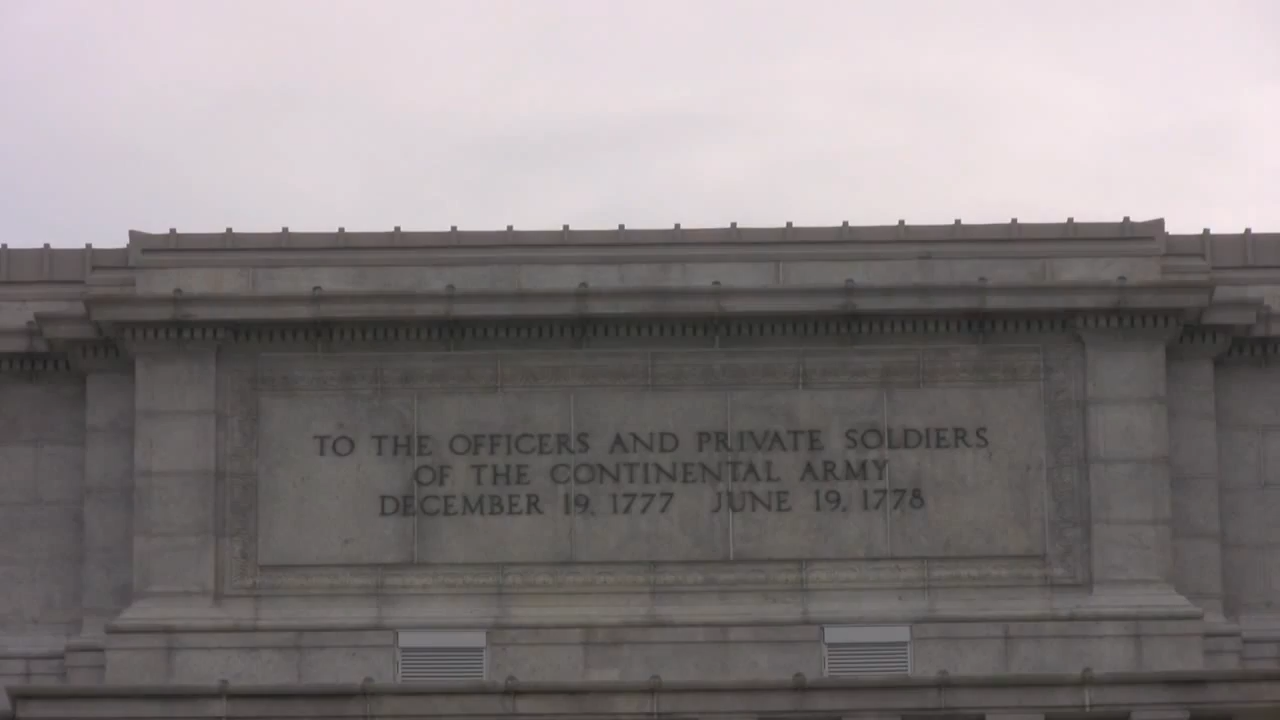 TO THE OFFICERS AND PRIVATE SOLDIERS
OF THE CONTINENTAL ARMY
DECEMBER 19, 1777 JUNE 19, 1778